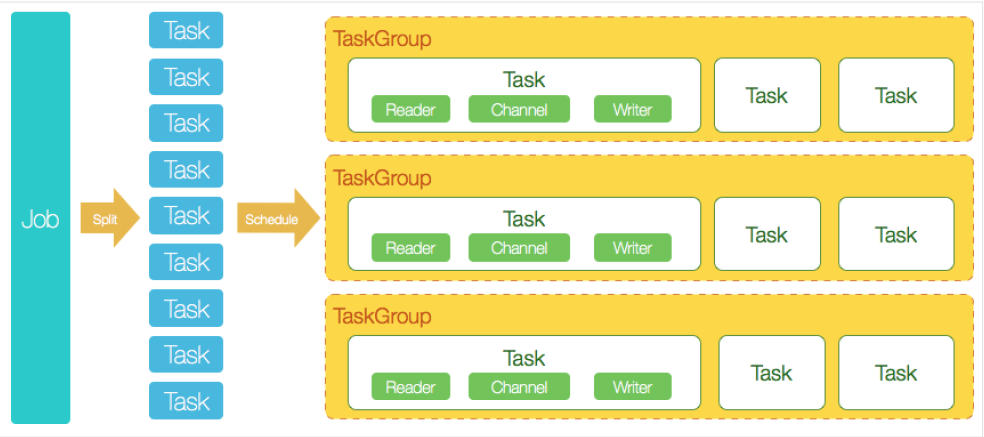 Job
Split
Task
Task
Task
Task
Task
Task
Task
Task
Task
Schedule
TaskGroup
Task
Reader
Channel
Writer
Task
Task
TaskGroup
Task
Reader
Channel
Writer
Task
Task
TaskGroup
Task
Reader
Channel
Writer
Task
Task